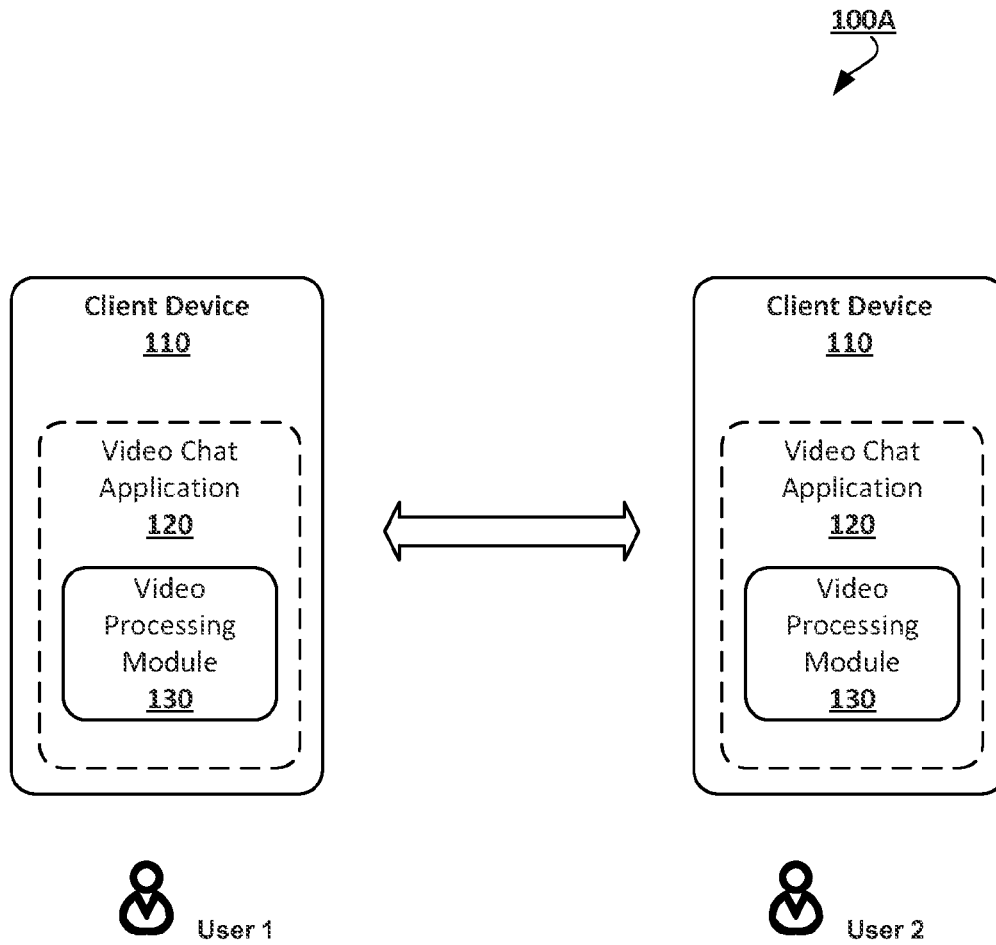 100A
Client Device
110
Video Chat
Application
120
Video
Processing
Module
130
Client Device
110
Video Chat
Application
120
Video
Processing
Module
130
User 1
User 2